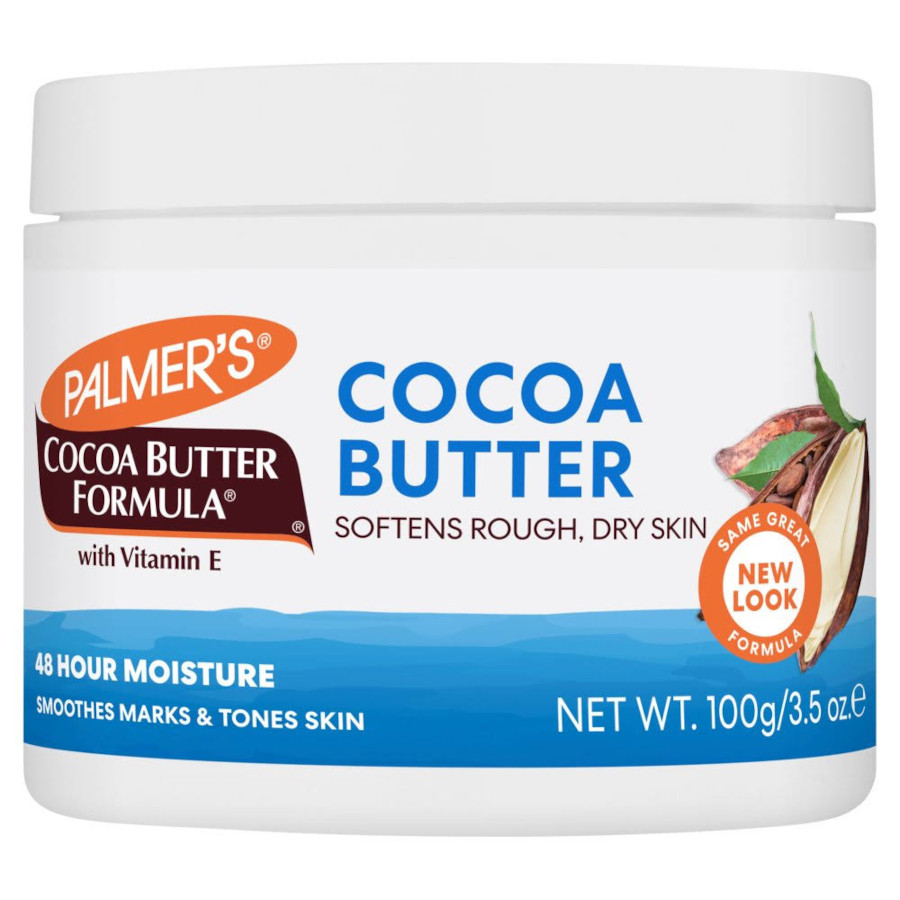 PALMER'S®
COCOA BUTTER
FORMULA®
®
with Vitamin E
COCOA
BUTTER
SOFTENS ROUGH, DRY SKIN
SAME GREAT
NEW
LOOK
FORMULA
48 HOUR MOISTURE
SMOOTHES MARKS & TONES SKIN
NET WT. 100g/3.5 oz.e